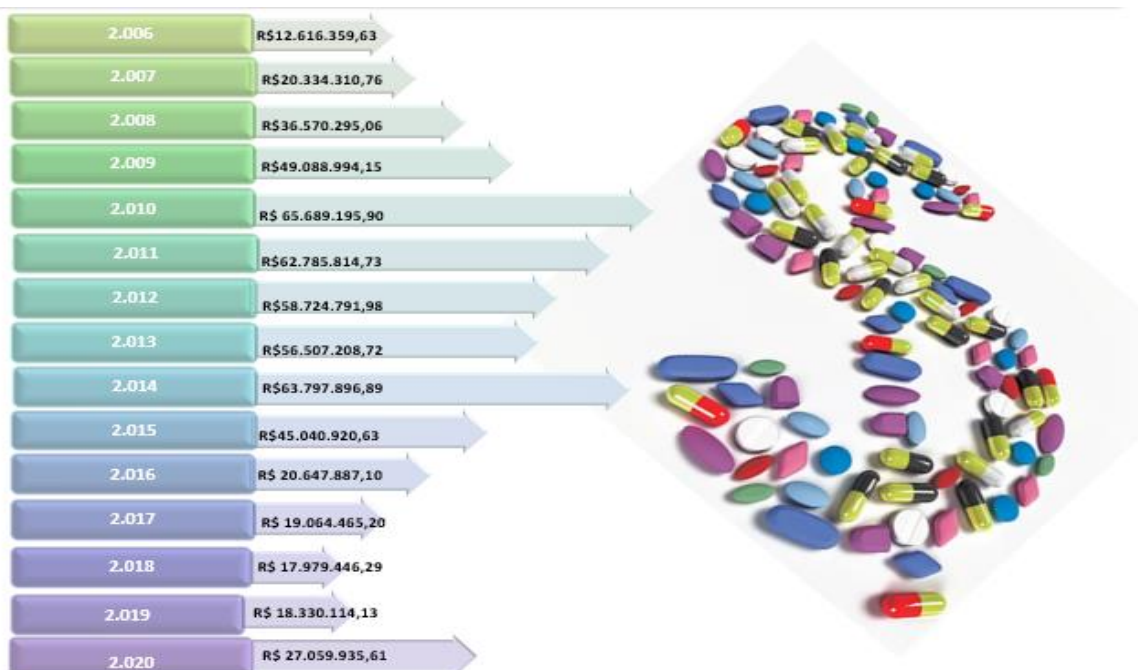 2.006 R$12.616.359,63
2.007 R$20.334.310,76
2.008 R$36.570.295,06
2.009 R$49.088.994,15
2.010 R$ 65.689.195,90
2.011 R$62.785.814,73
2.012 R$58.724.791,98
2.013 R$56.507.208,72
2.014 R$63.797.896,89
2.015 R$45.040.920,63
2.016 R$ 20.647.887,10
2.017 R$ 19.064.465,20
2.018 R$ 17.979.446,29
2.019 R$ 18.330.114,13
2.020 R$ 27.059.935,61